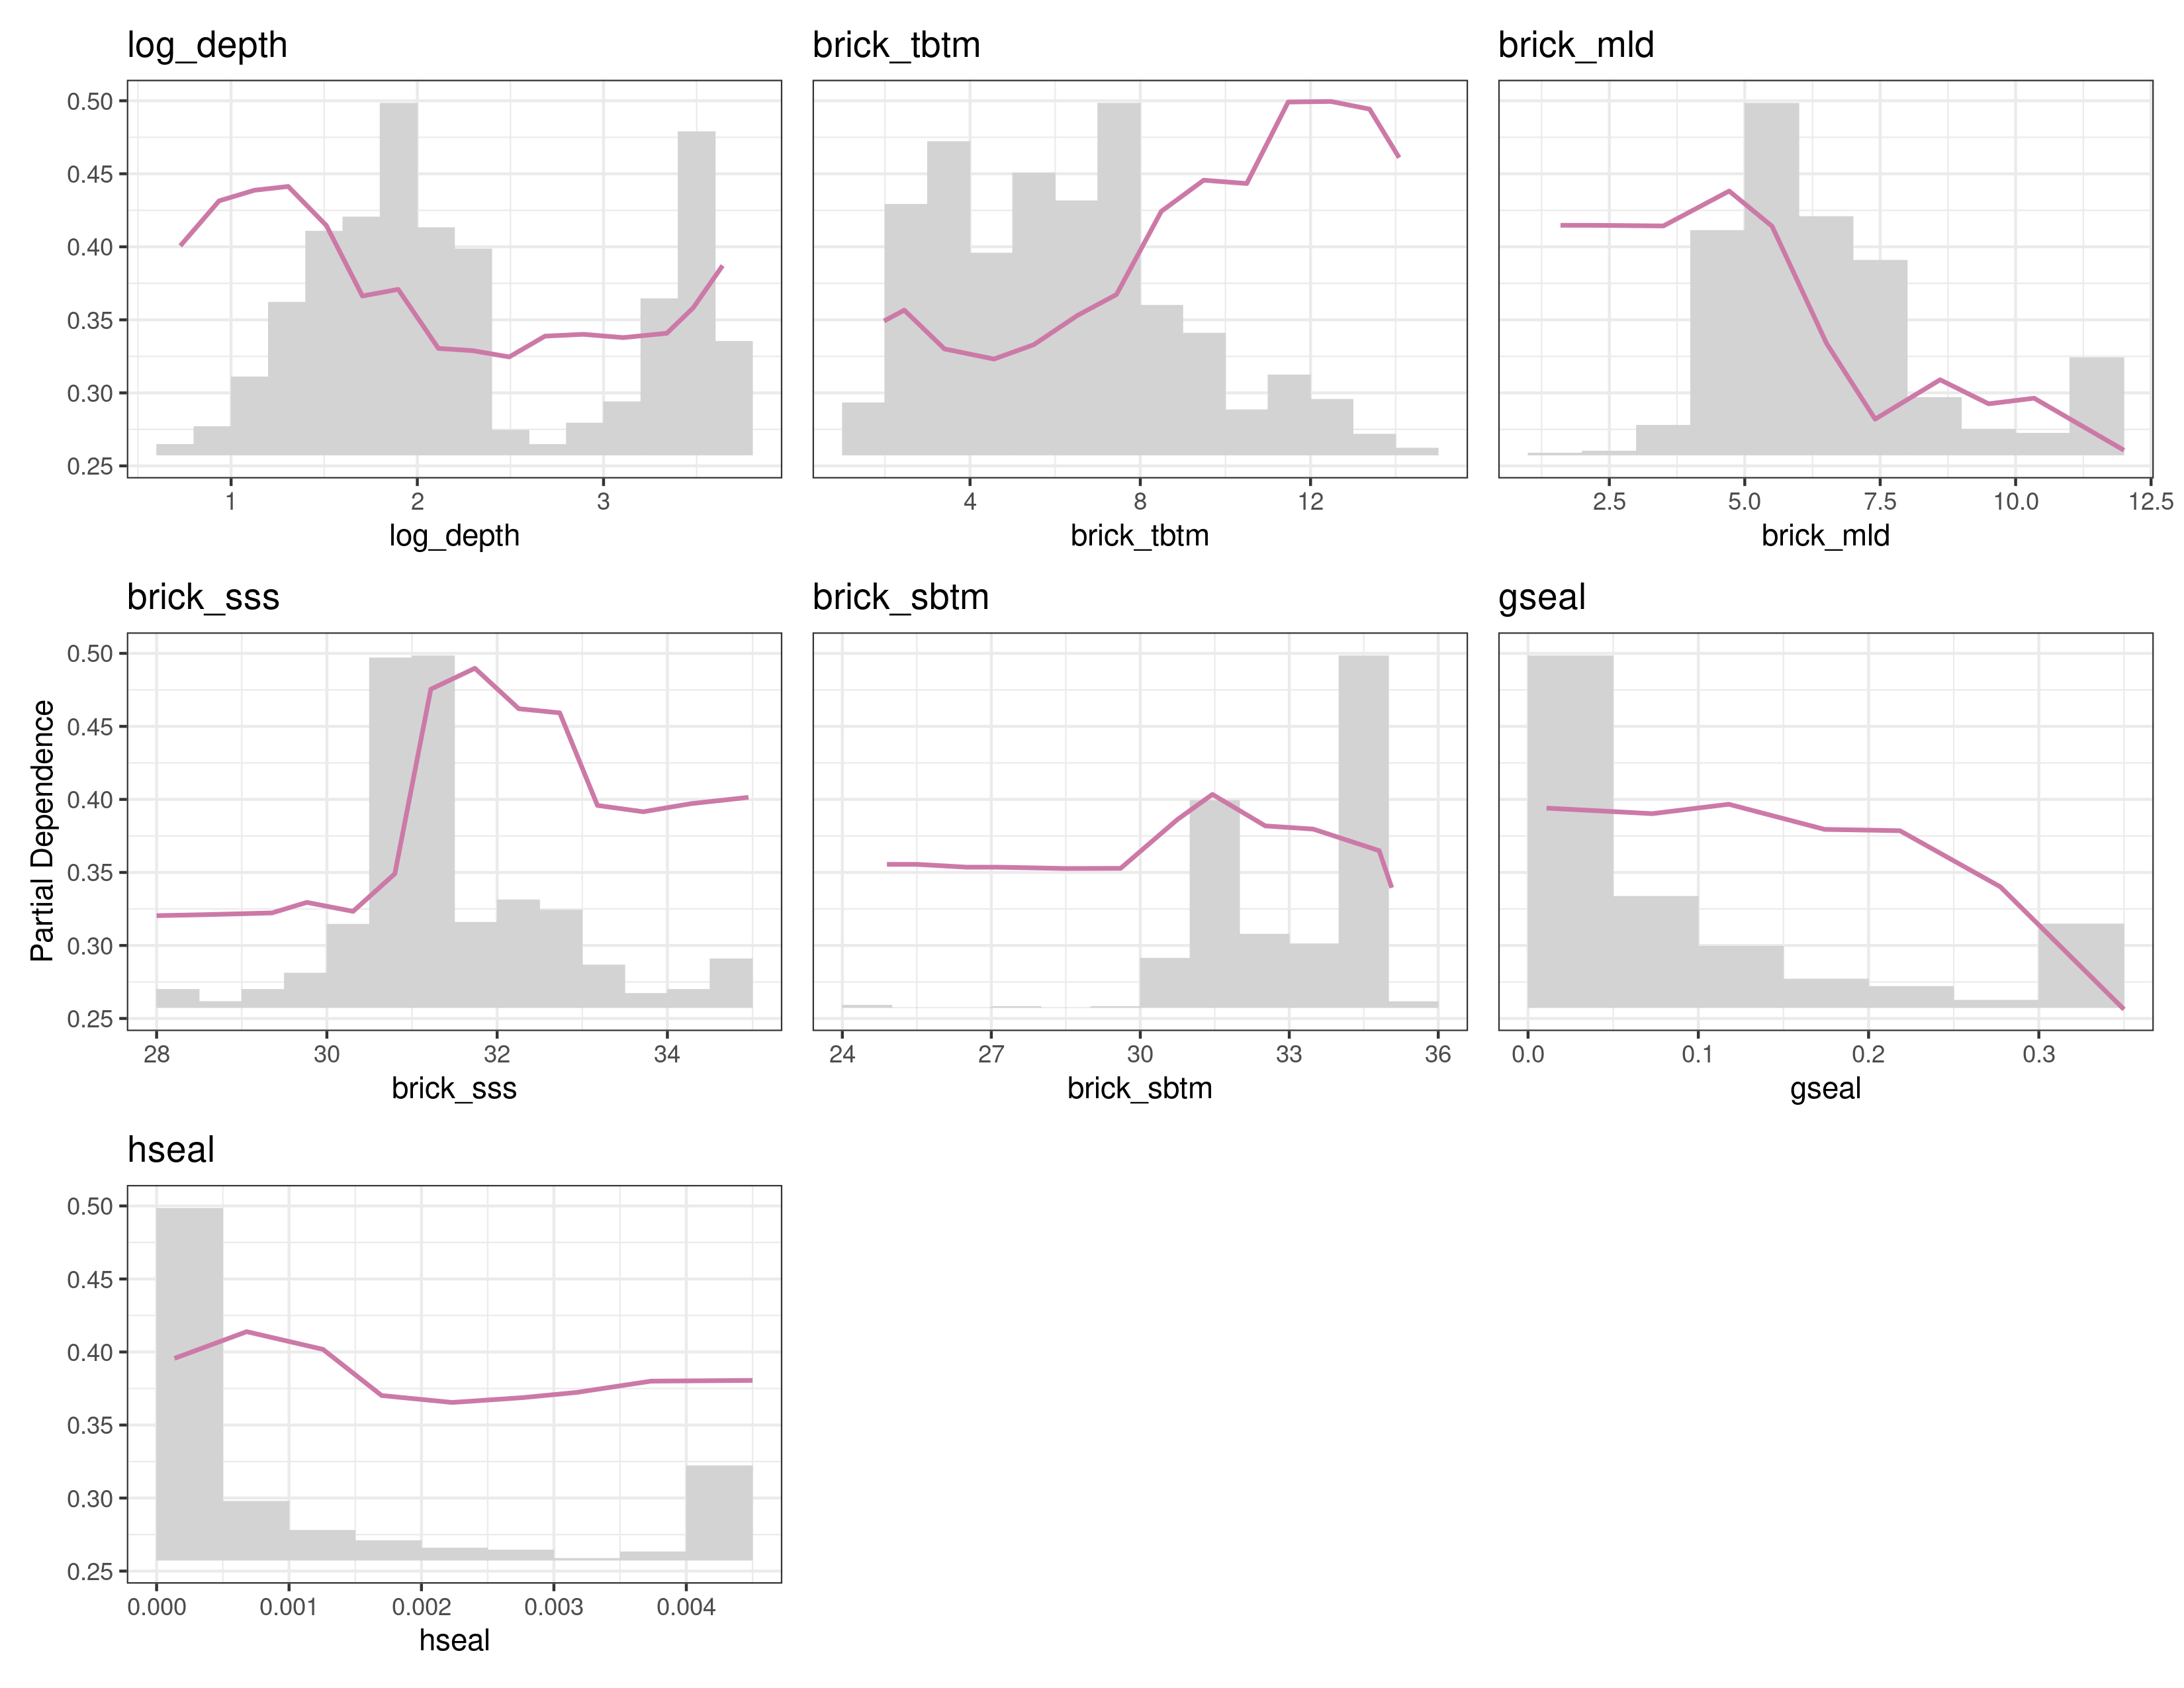 log_depth
brick_tbtm
brick_mld
0.50
0.45
0.40
0.35
0.30
0.25
1 2 3
4 8 12
2.5 5.0 7.5 10.0 12.5
log_depth
brick_tbtm
brick_mld
brick_sss
brick_sbtm
gseal
Partial Dependence
0.50
0.45
0.40
0.35
0.30
0.25
28 30 32 34
24 27 30 33 36
0.0 0.1 0.2 0.3
brick_sss
brick_sbtm
gseal
hseal
0.50
0.45
0.40
0.35
0.30
0.25
0.000 0.001 0.002 0.003 0.004
hseal